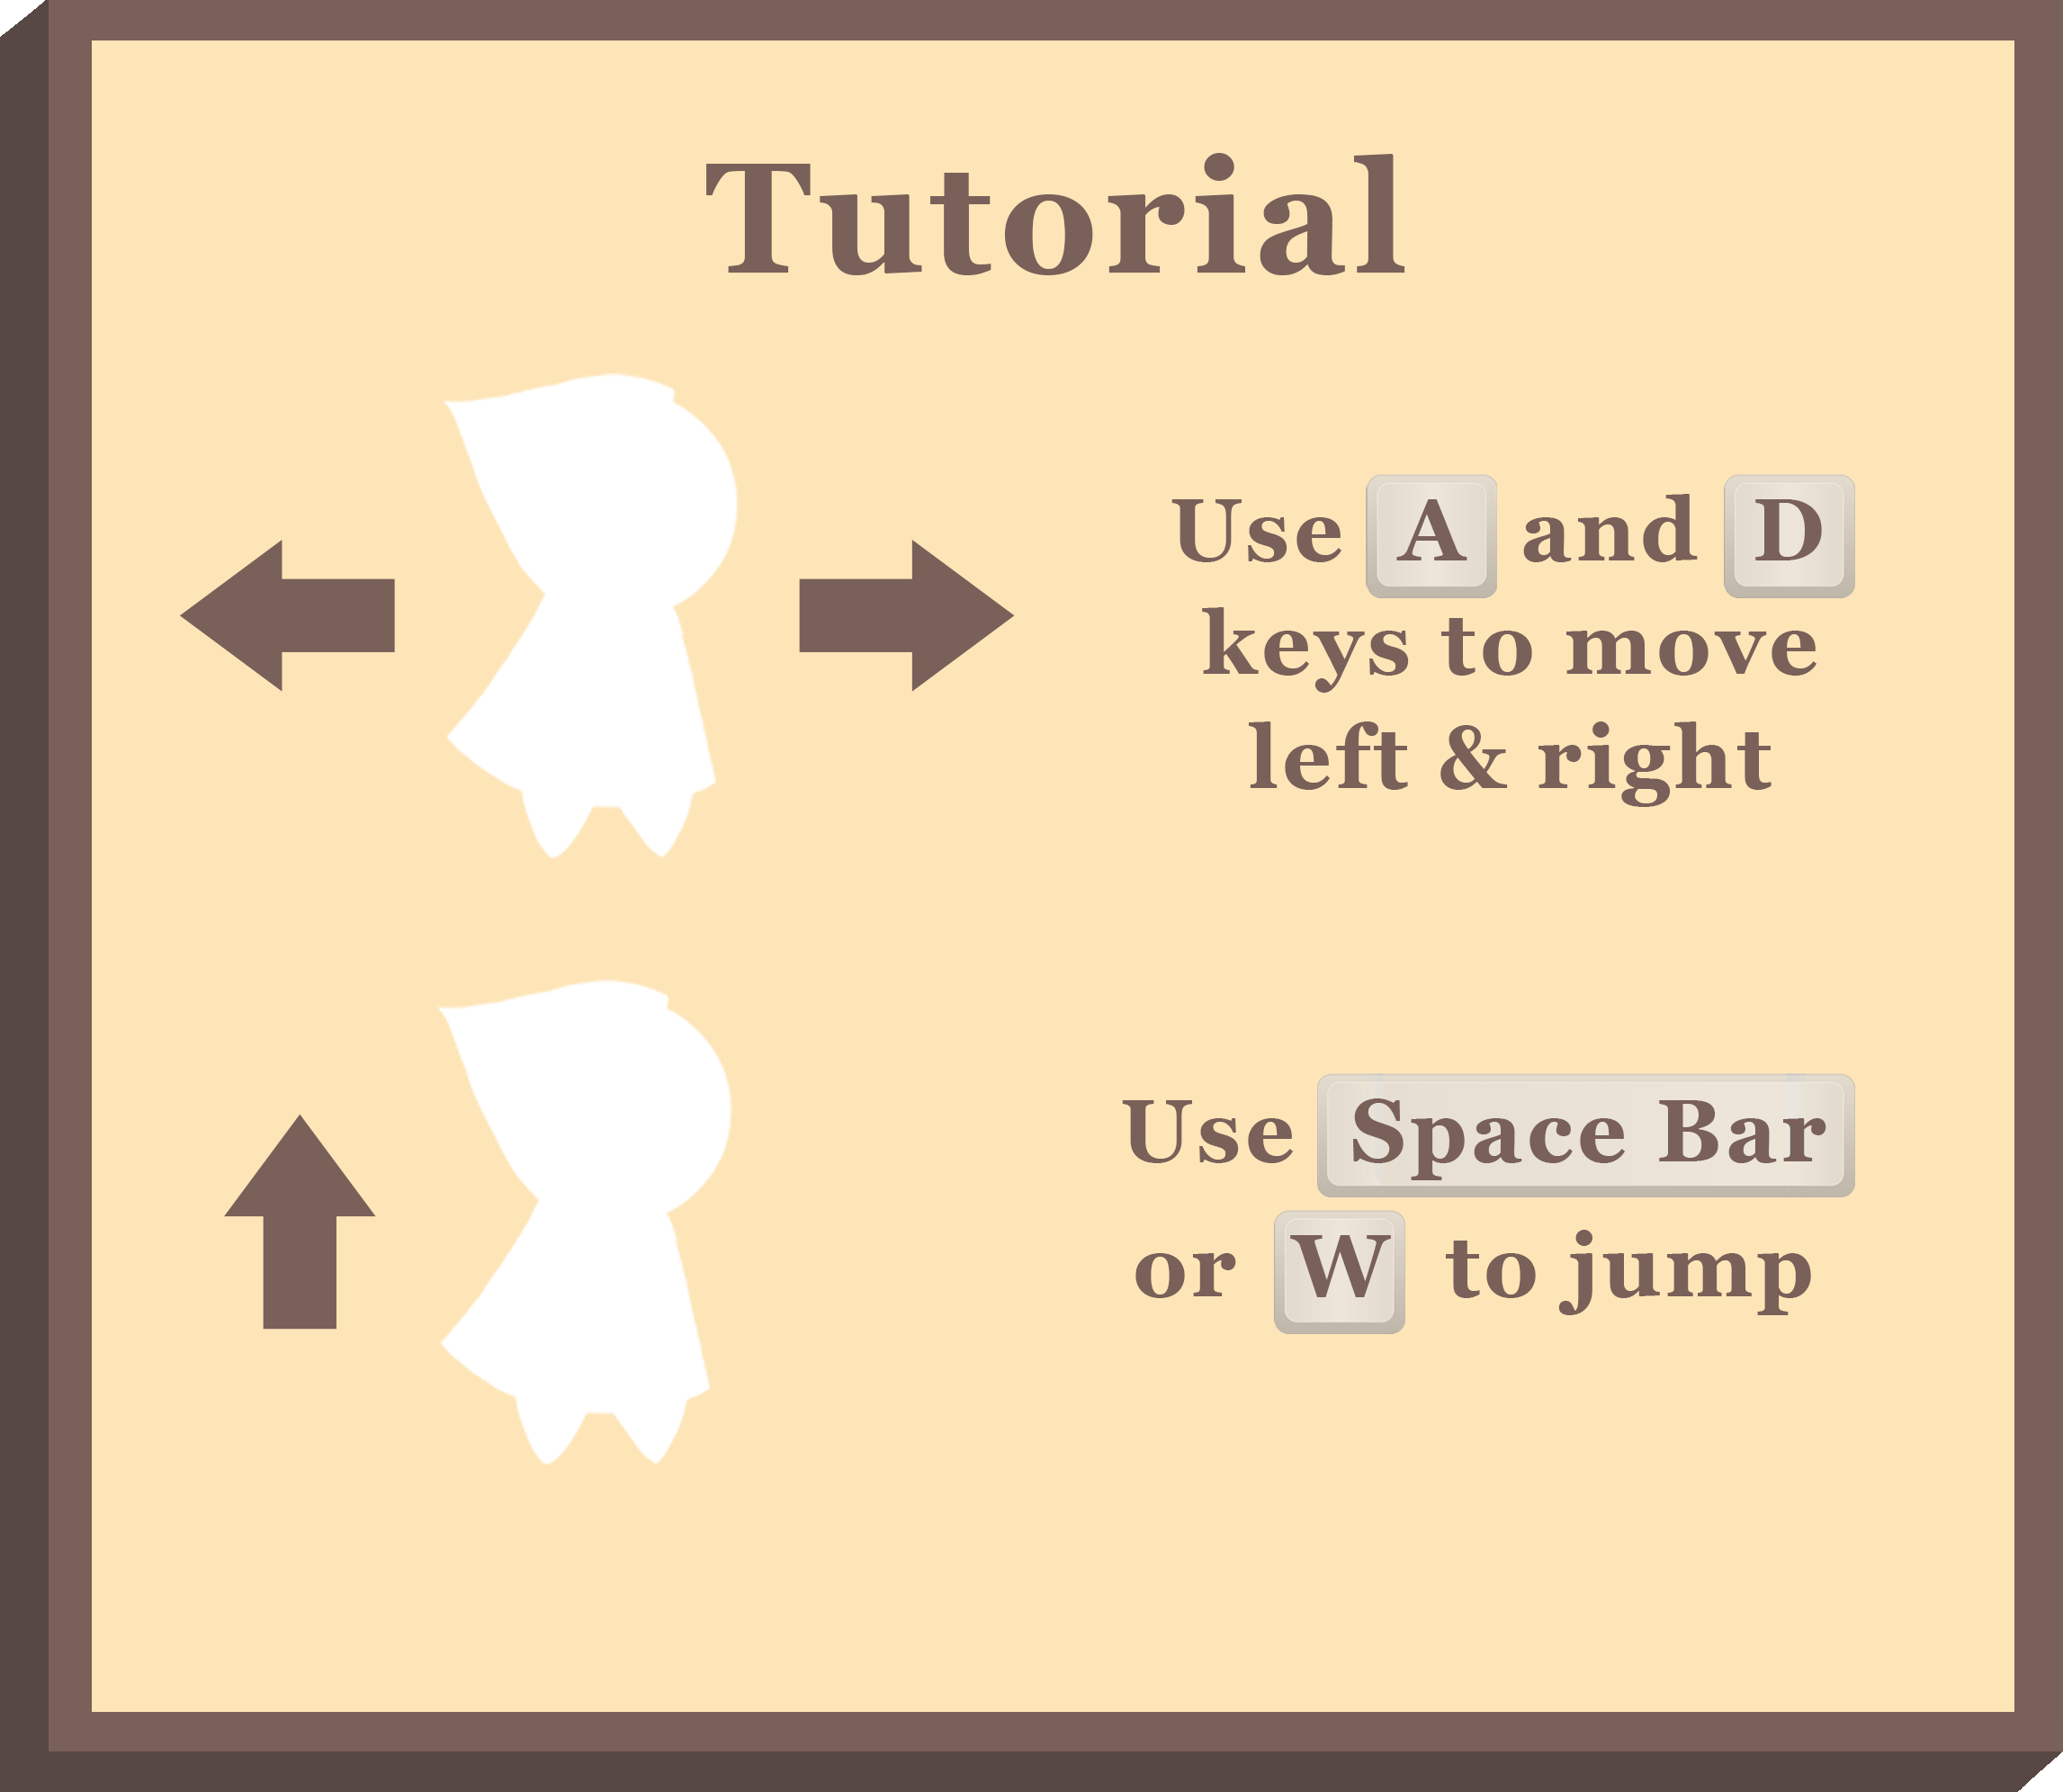 Tutorial
Use A and D
keys to move
left & right
Use Space Bar
or W to jump